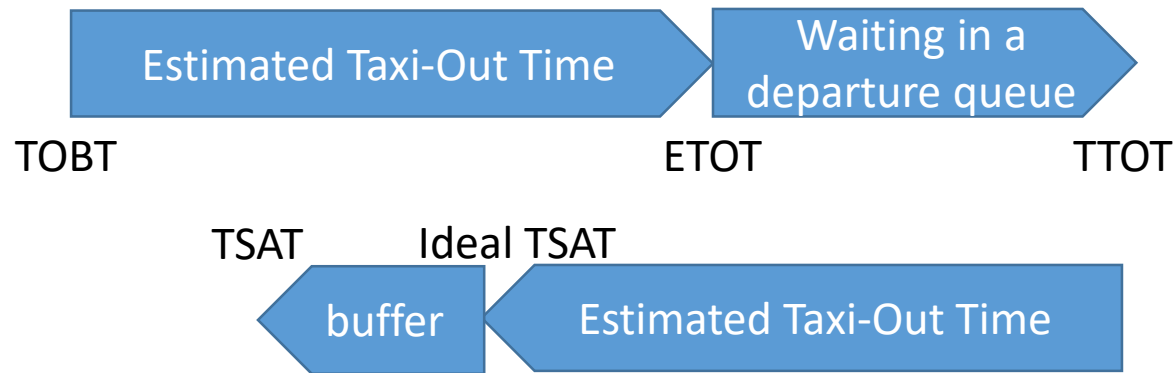 Estimated Taxi-Out Time
Waiting in a
departure queue
TOBT
ETOT
TTOT
TSAT
Ideal TSAT
buffer
Estimated Taxi-Out Time